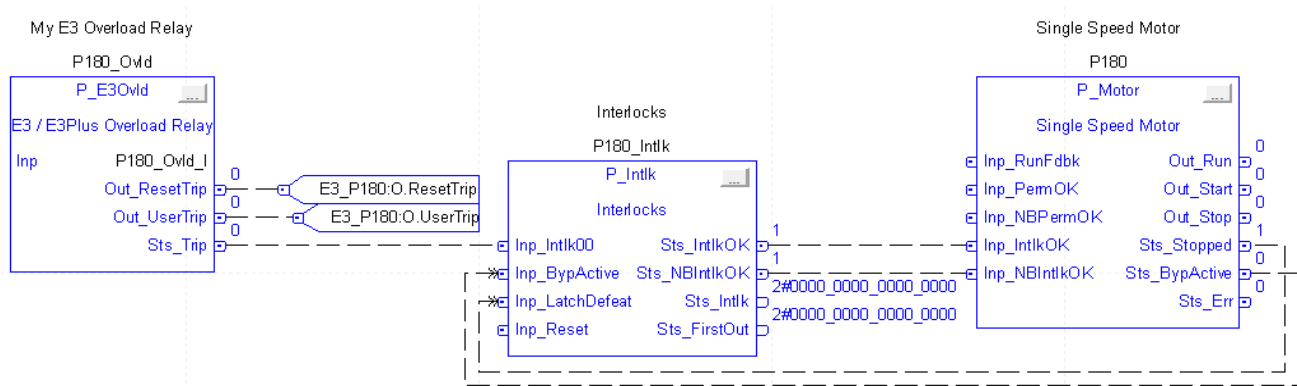 My E3 Overload Relay
P180_Ovld
P_E3Ovld
...
E3 / E3Plus Overload Relay
Inp P180_Ovld_I
Out_ResetTrip 0
E3_P180:O.ResetTrip
Out_UserTrip 0
E3_P180:O.UserTrip
Sts_Trip 0
Interlocks
P180_Intlk
P_Intlk
...
Interlocks
Inp_Intlk00 Sts_IntlkOK 1
Inp_BypActive Sts_NBIntlkOK 1
Inp_LatchDefeat Sts_Intlk 2#0000_0000_0000_0000
Inp_Reset Sts_FirstOut 2#0000_0000_0000_0000
Single Speed Motor
P180
P_Motor
...
Single Speed Motor
Inp_RunFdbk Out_Run 0
Inp_PermOK Out_Start 0
Inp_NBPermOK Out_Stop 0
Inp_IntlkOK Sts_Stopped 1
Inp_NBIntlkOK Sts_BypActive 0
Sts_Err 0